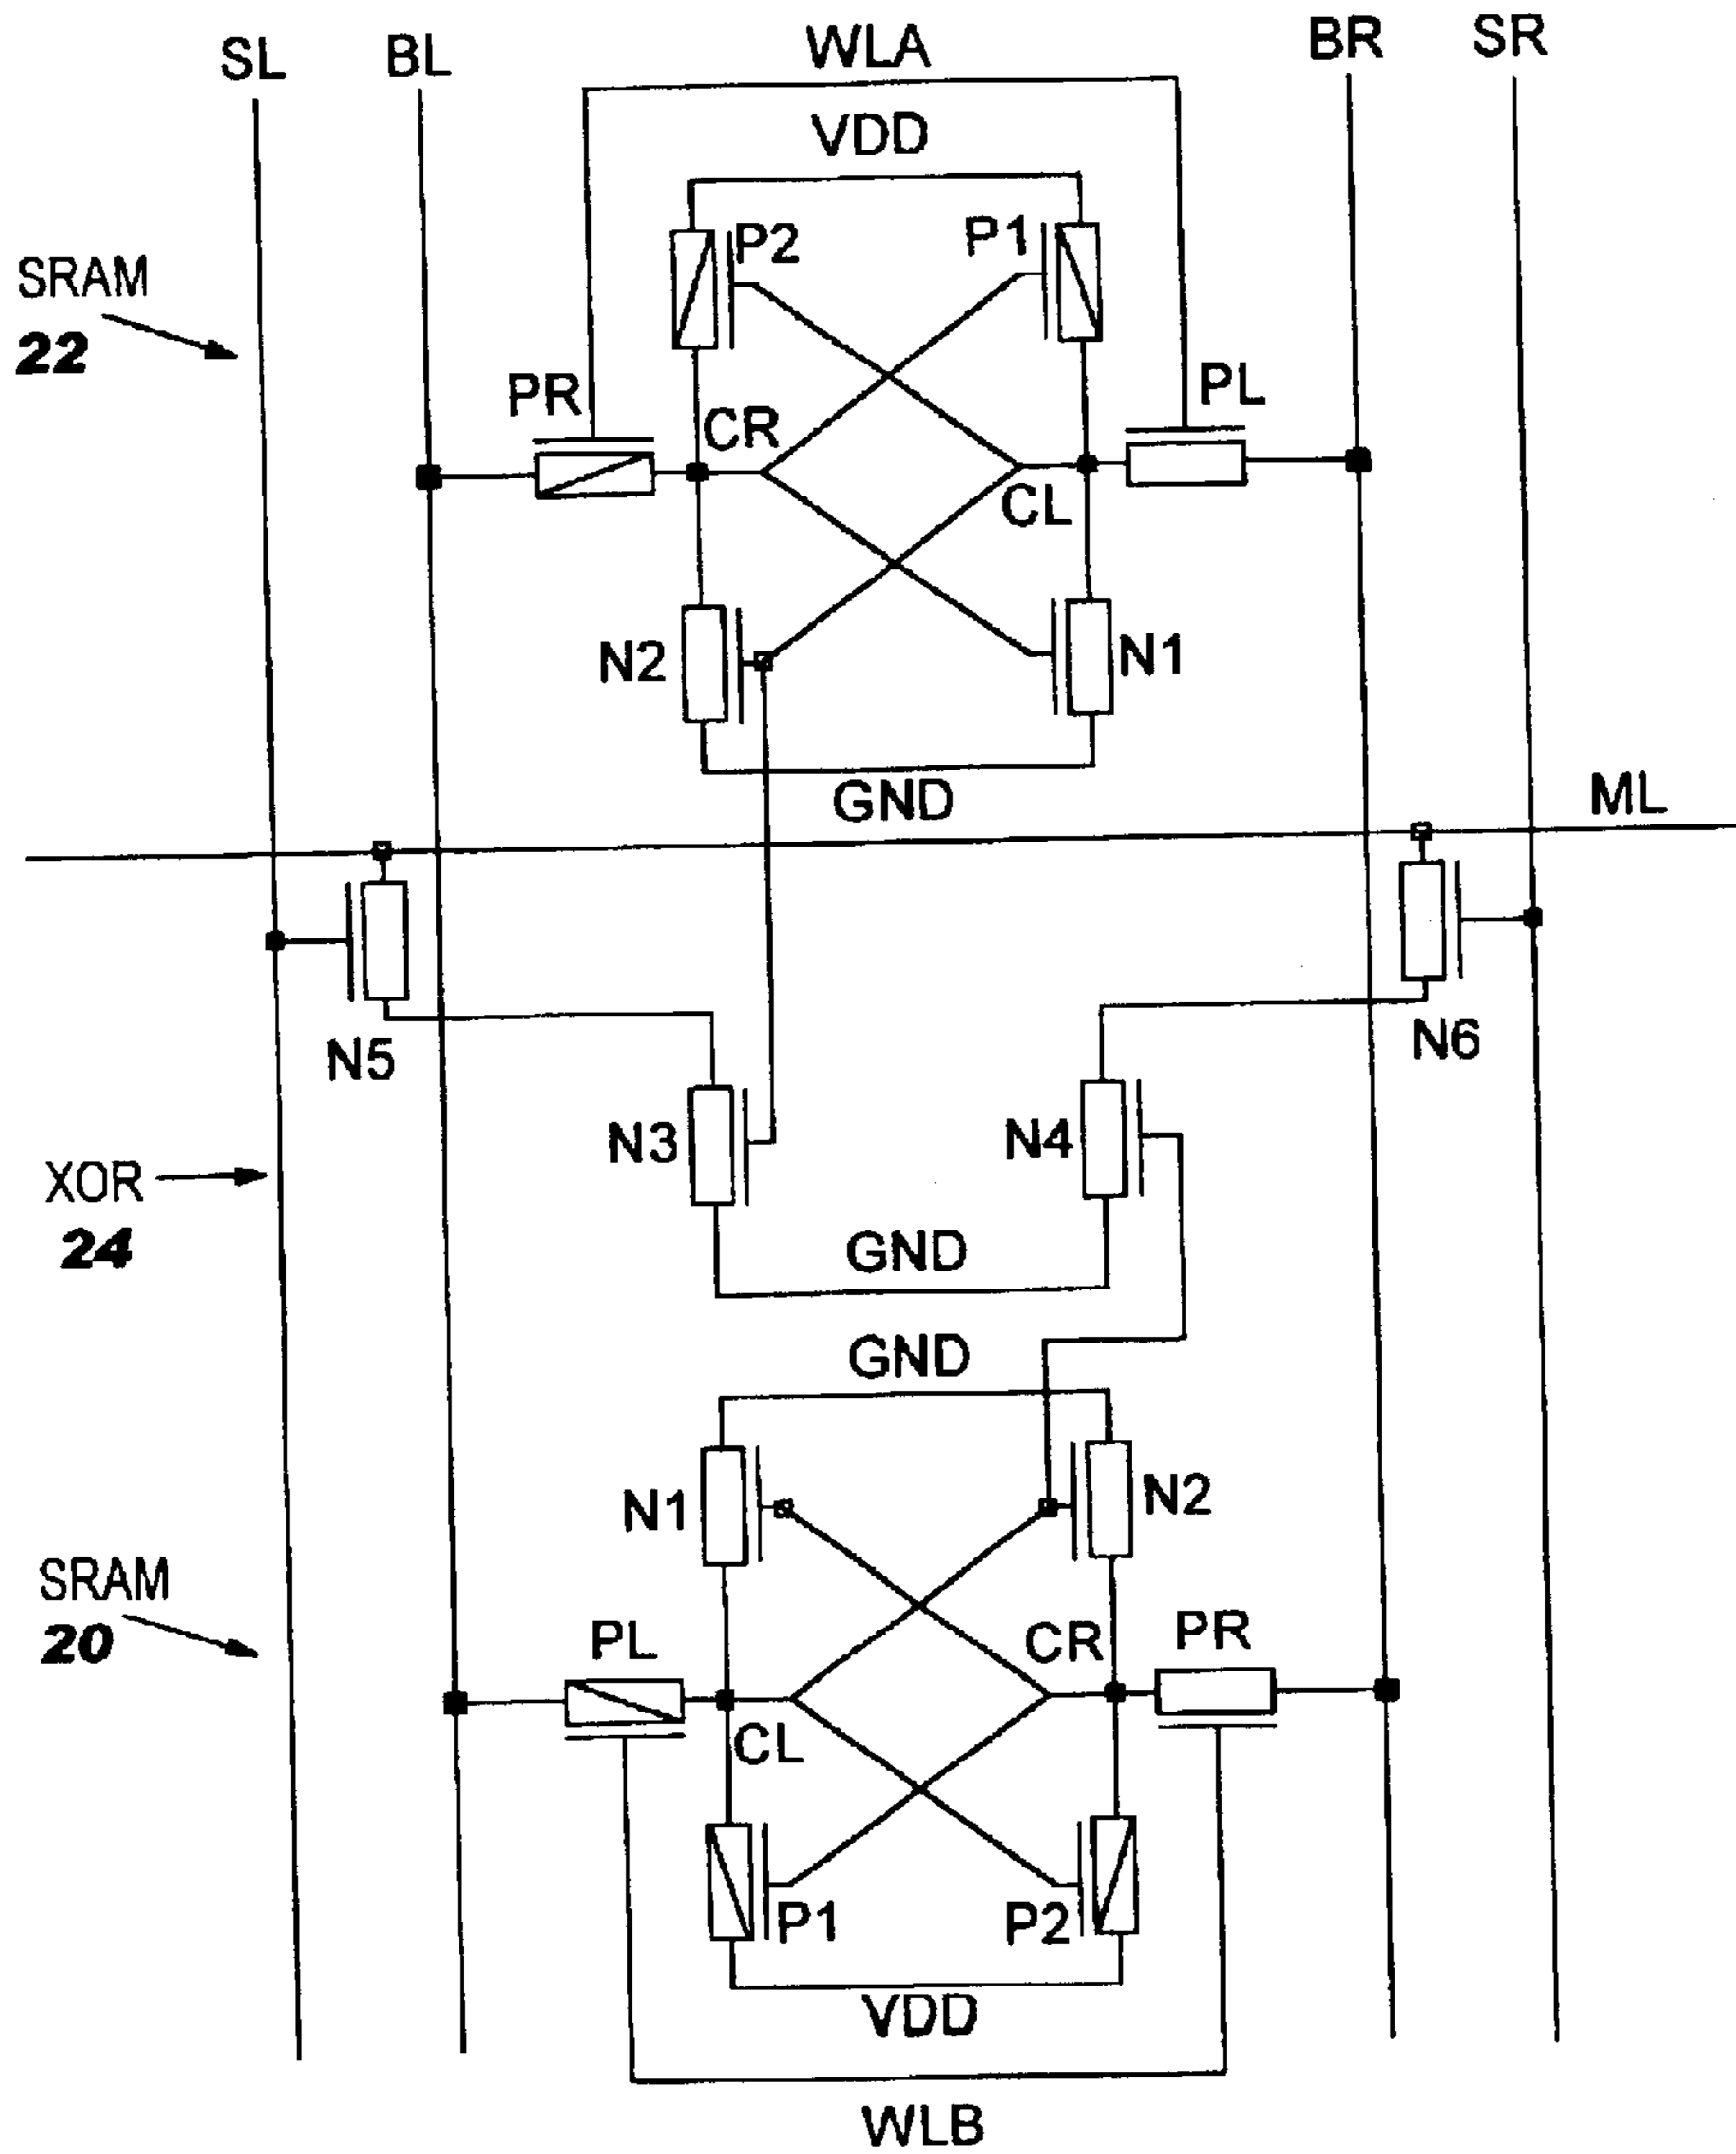 SL BL WLA BR SR
VDD
P2 P1
SRAM
22
PR PL
CR
CL
N2 N1
GND
ML
N5 N6
N3 N4
XOR
24
GND
GND
N1 N2
SRAM
20
PL CR PR
CL
P1 P2
VDD
WLB